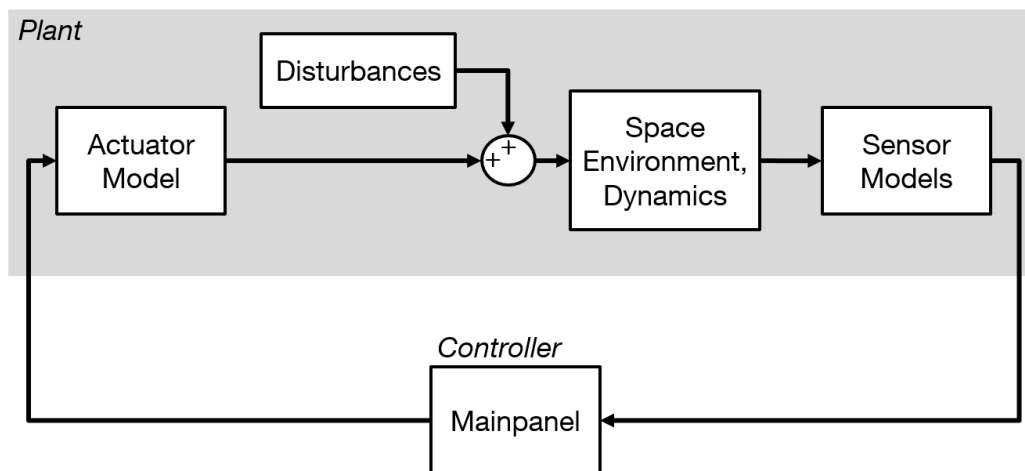 Plant
Disturbances
Actuator
Model
+
+
Space
Environment,
Dynamics
Sensor
Models
Controller
Mainpanel